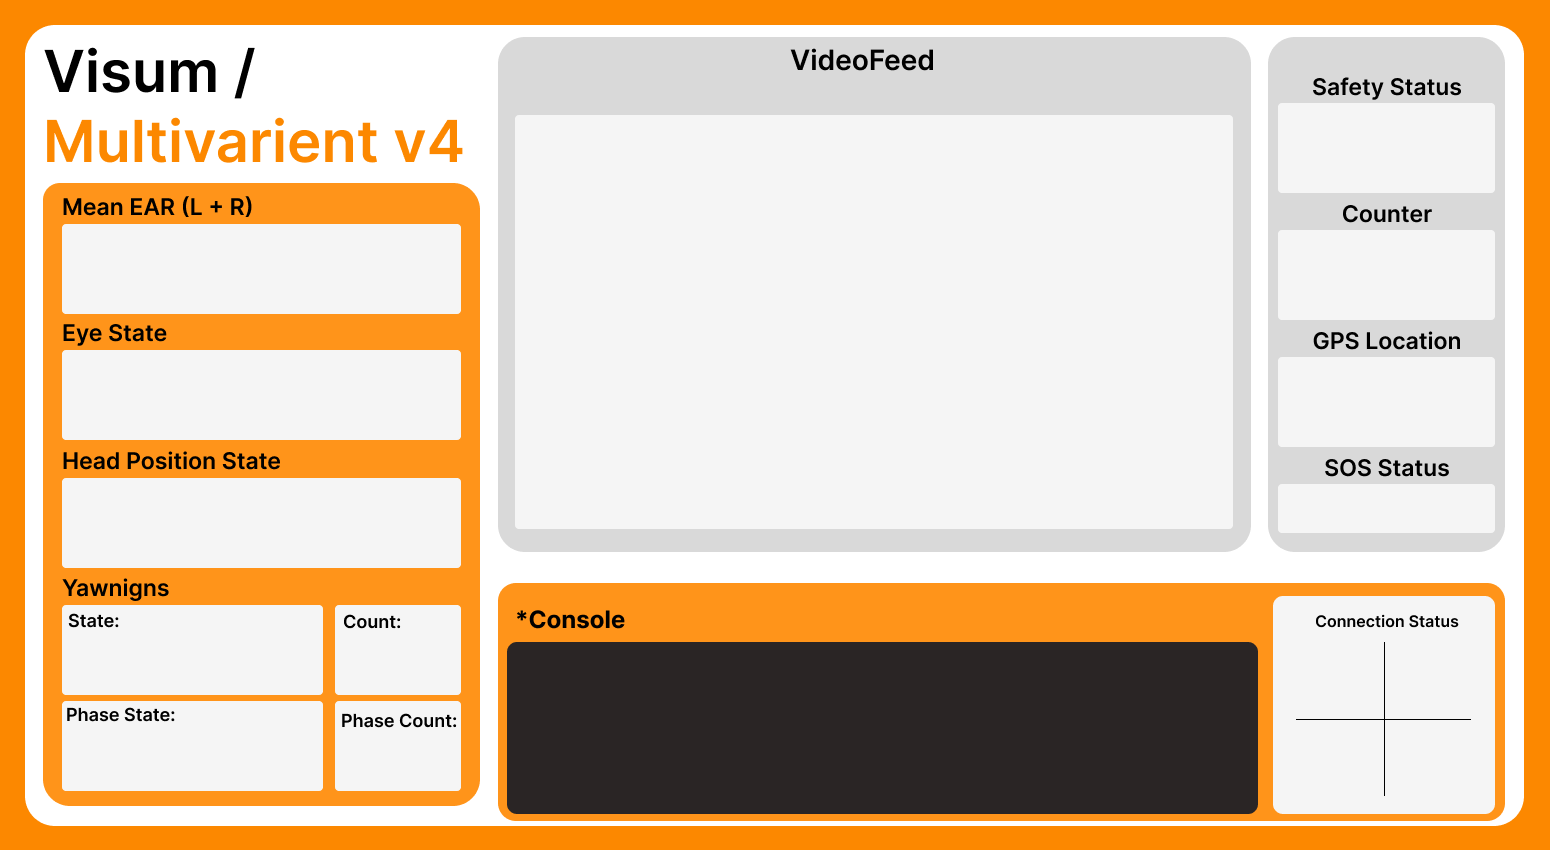 Visum /
Multivarient v4
Mean EAR (L + R)
Eye State
Head Position State
Yawnigns
State:
Count:
Phase State:
Phase Count:
VideoFeed
Safety Status
Counter
GPS Location
SOS Status
*Console
Connection Status